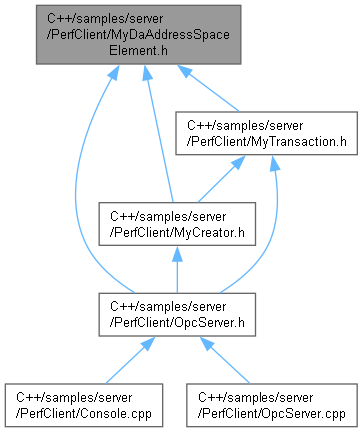 C++/samples/server
/PerfClient/MyDaAddressSpace
Element.h
C++/samples/server
/PerfClient/MyTransaction.h
C++/samples/server
/PerfClient/MyCreator.h
C++/samples/server
/PerfClient/OpcServer.h
C++/samples/server
/PerfClient/Console.cpp
C++/samples/server
/PerfClient/OpcServer.cpp